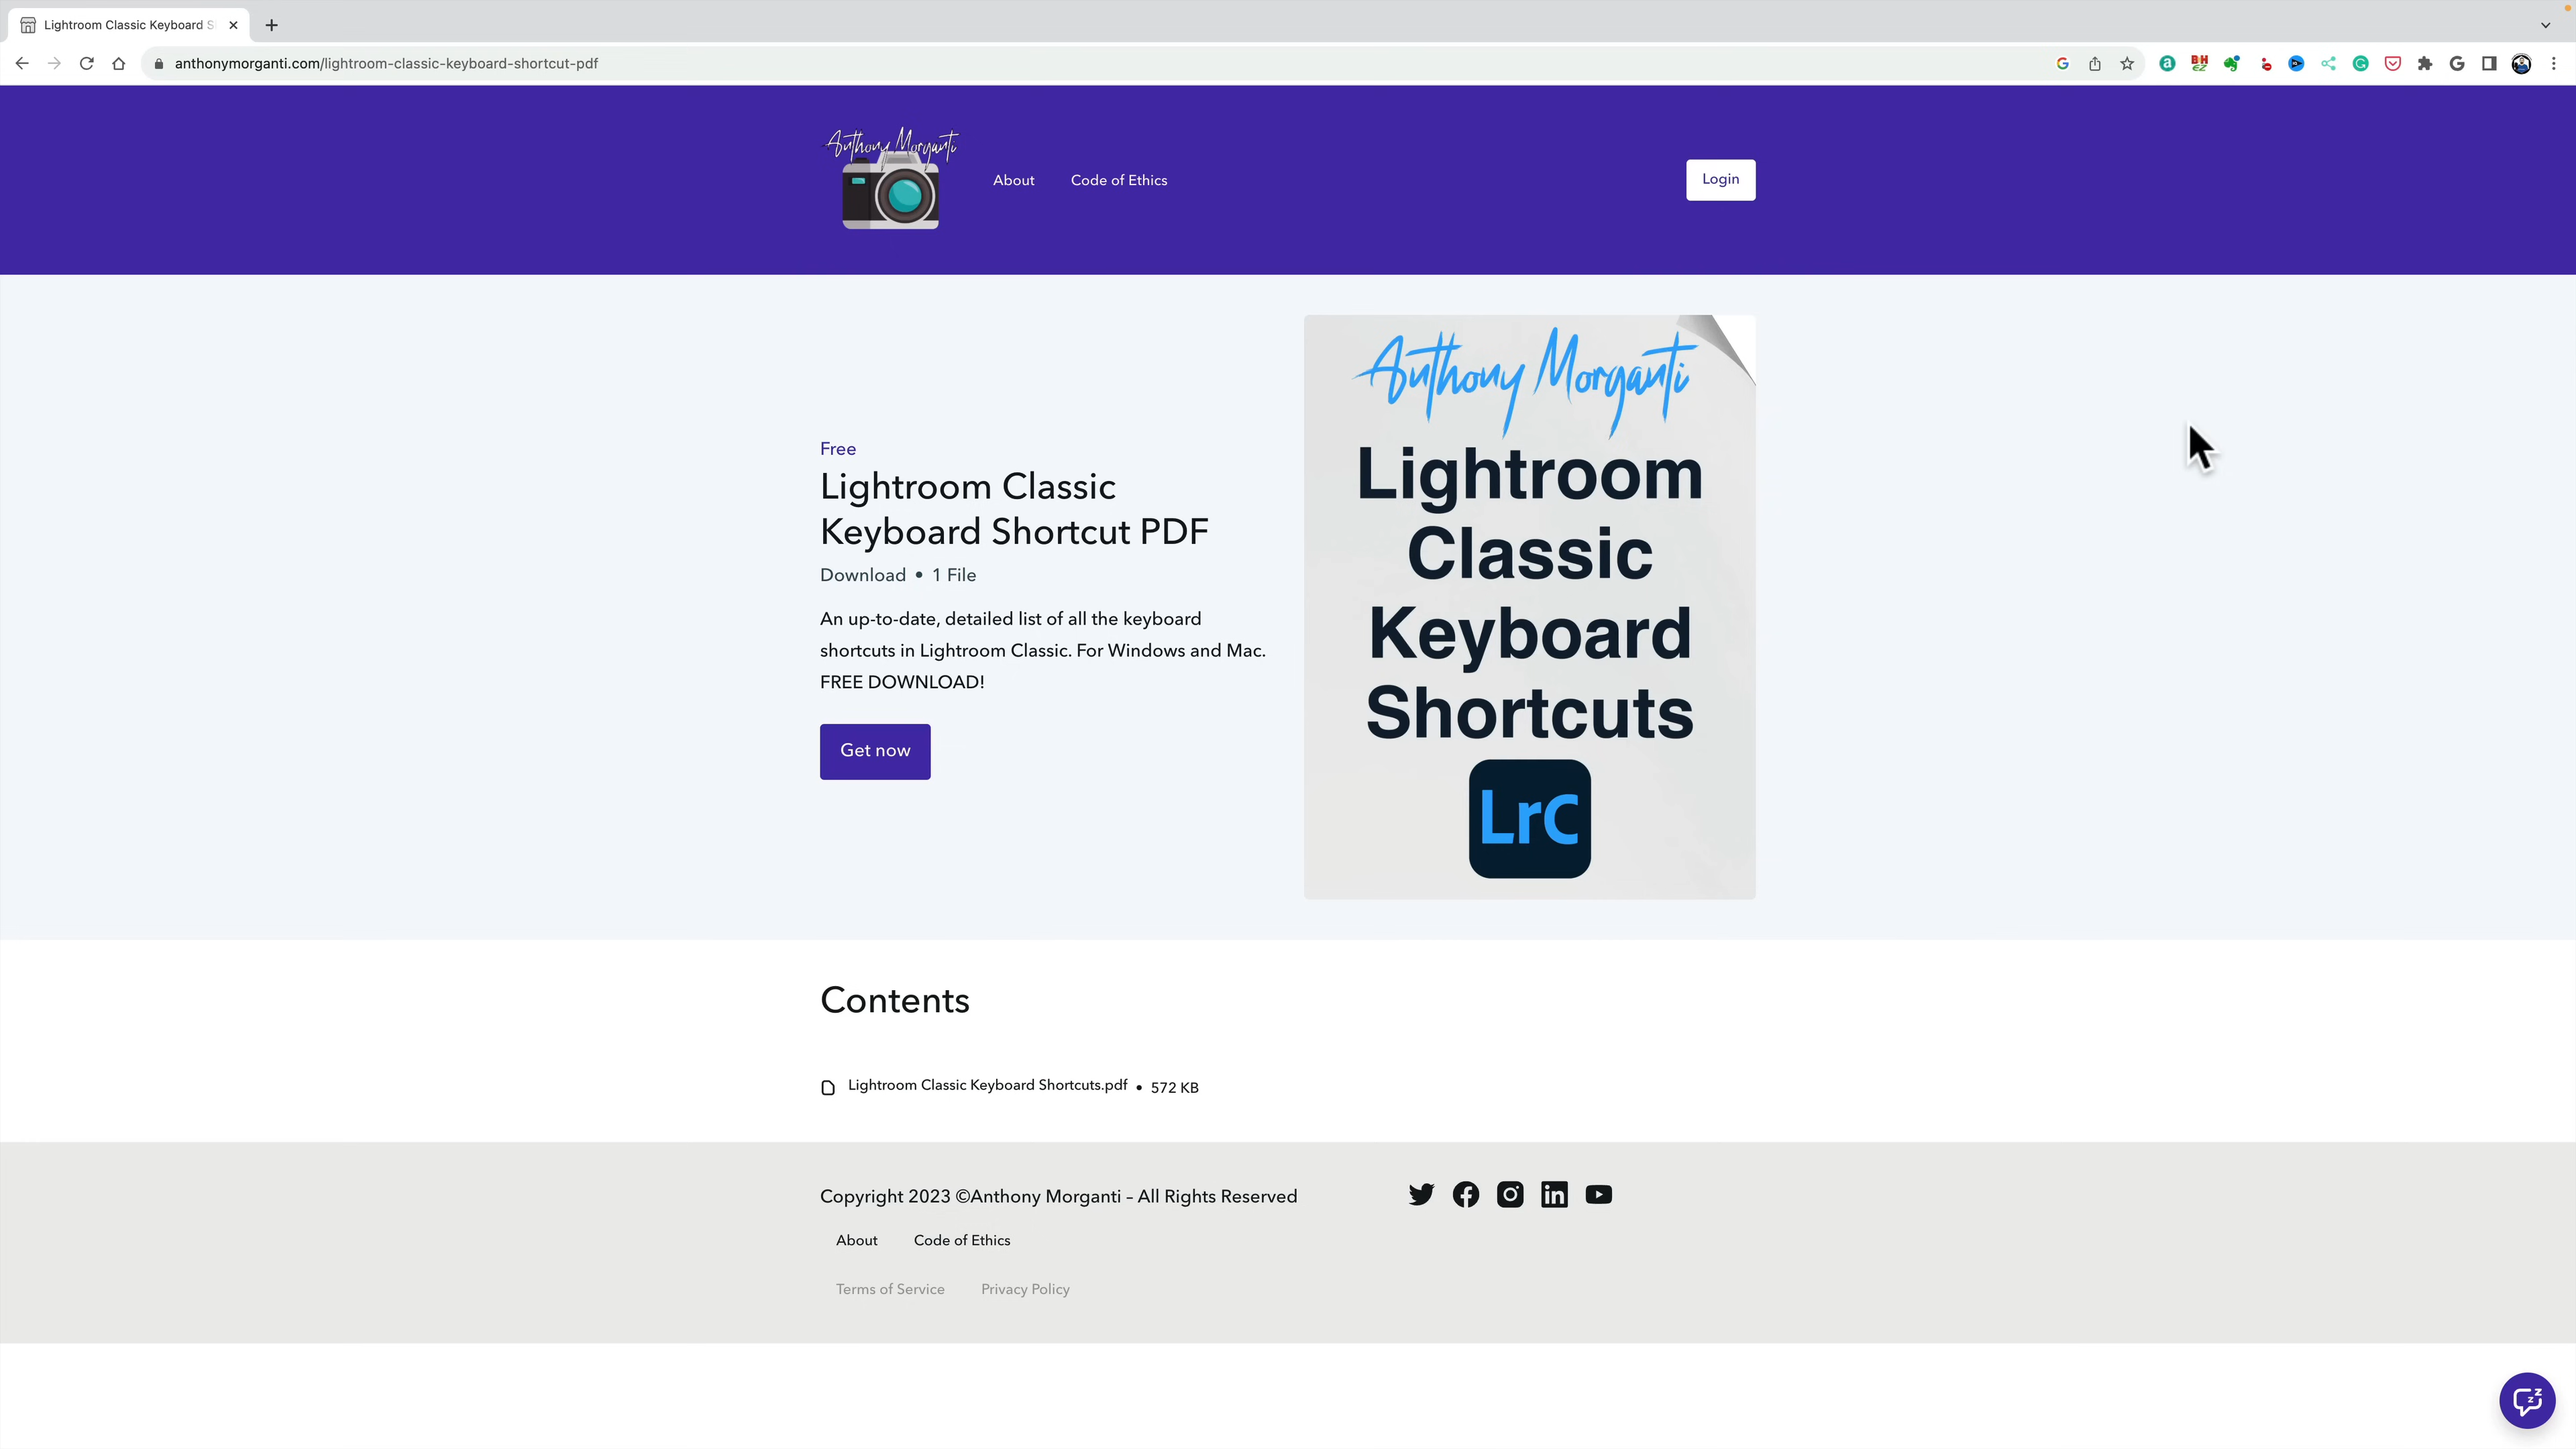 Lightroom Classic Keyboard S
anthonymorganti.com/lightroom-classic-keyboard-shortcut-pdf
Anthony Morganti
About
Code of Ethics
Login
Free
Lightroom Classic
Keyboard Shortcut PDF
Download • 1 File
An up-to-date, detailed list of all the keyboard
shortcuts in Lightroom Classic. For Windows and Mac.
FREE DOWNLOAD!
Get now
Anthony Morganti
Lightroom
Classic
Keyboard
Shortcuts
LrC
Contents
Lightroom Classic Keyboard Shortcuts.pdf • 572 KB
Copyright 2023 ©Anthony Morganti – All Rights Reserved
About
Code of Ethics
Terms of Service
Privacy Policy